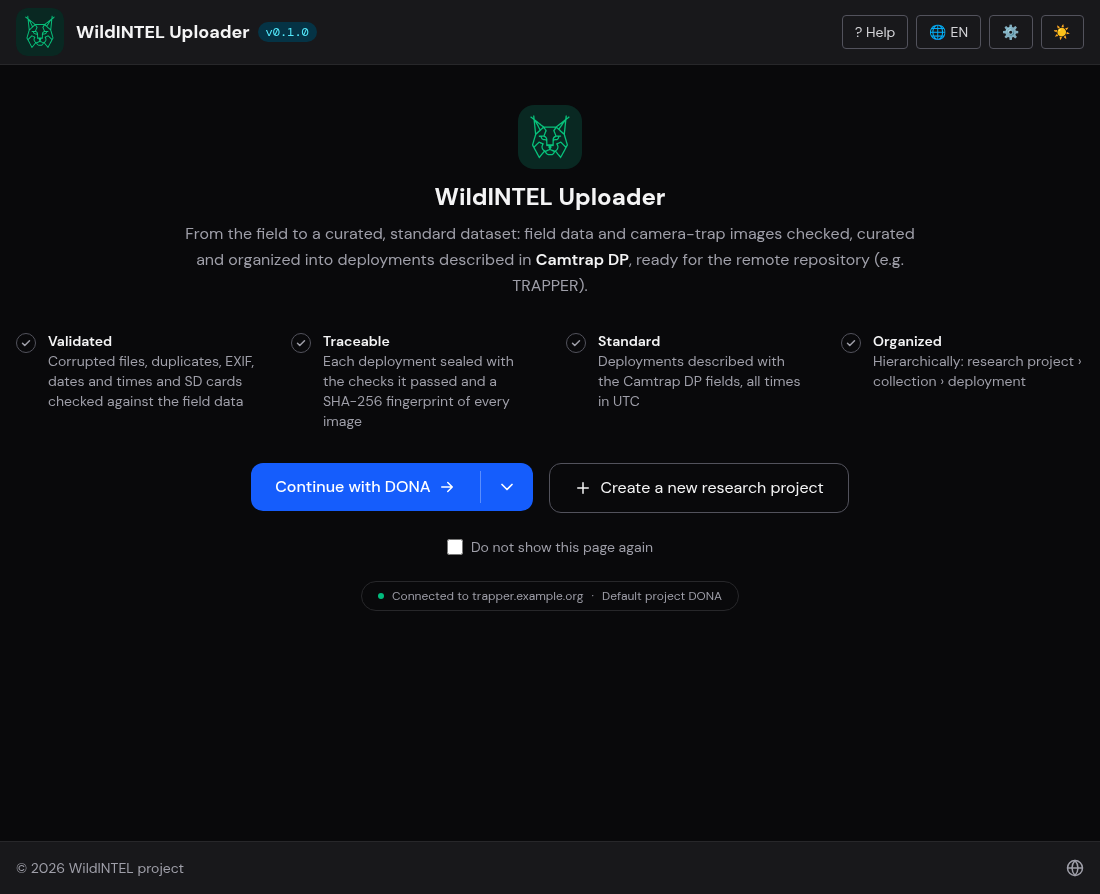 WildINTEL Uploader v0.1.0
? Help
EN
WildINTEL Uploader
From the field to a curated, standard dataset: field data and camera-trap images checked, curated
and organized into deployments described in Camtrap DP, ready for the remote repository (e.g.
TRAPPER).
Validated
Corrupted files, duplicates, EXIF,
dates and times and SD cards
checked against the field data
Traceable
Each deployment sealed with
the checks it passed and a
SHA-256 fingerprint of every
image
Standard
Deployments described with
the Camtrap DP fields, all times
in UTC
Organized
Hierarchically: research project ›
collection › deployment
Continue with DONA →
+ Create a new research project
Do not show this page again
Connected to trapper.example.org · Default project DONA
© 2026 WildINTEL project